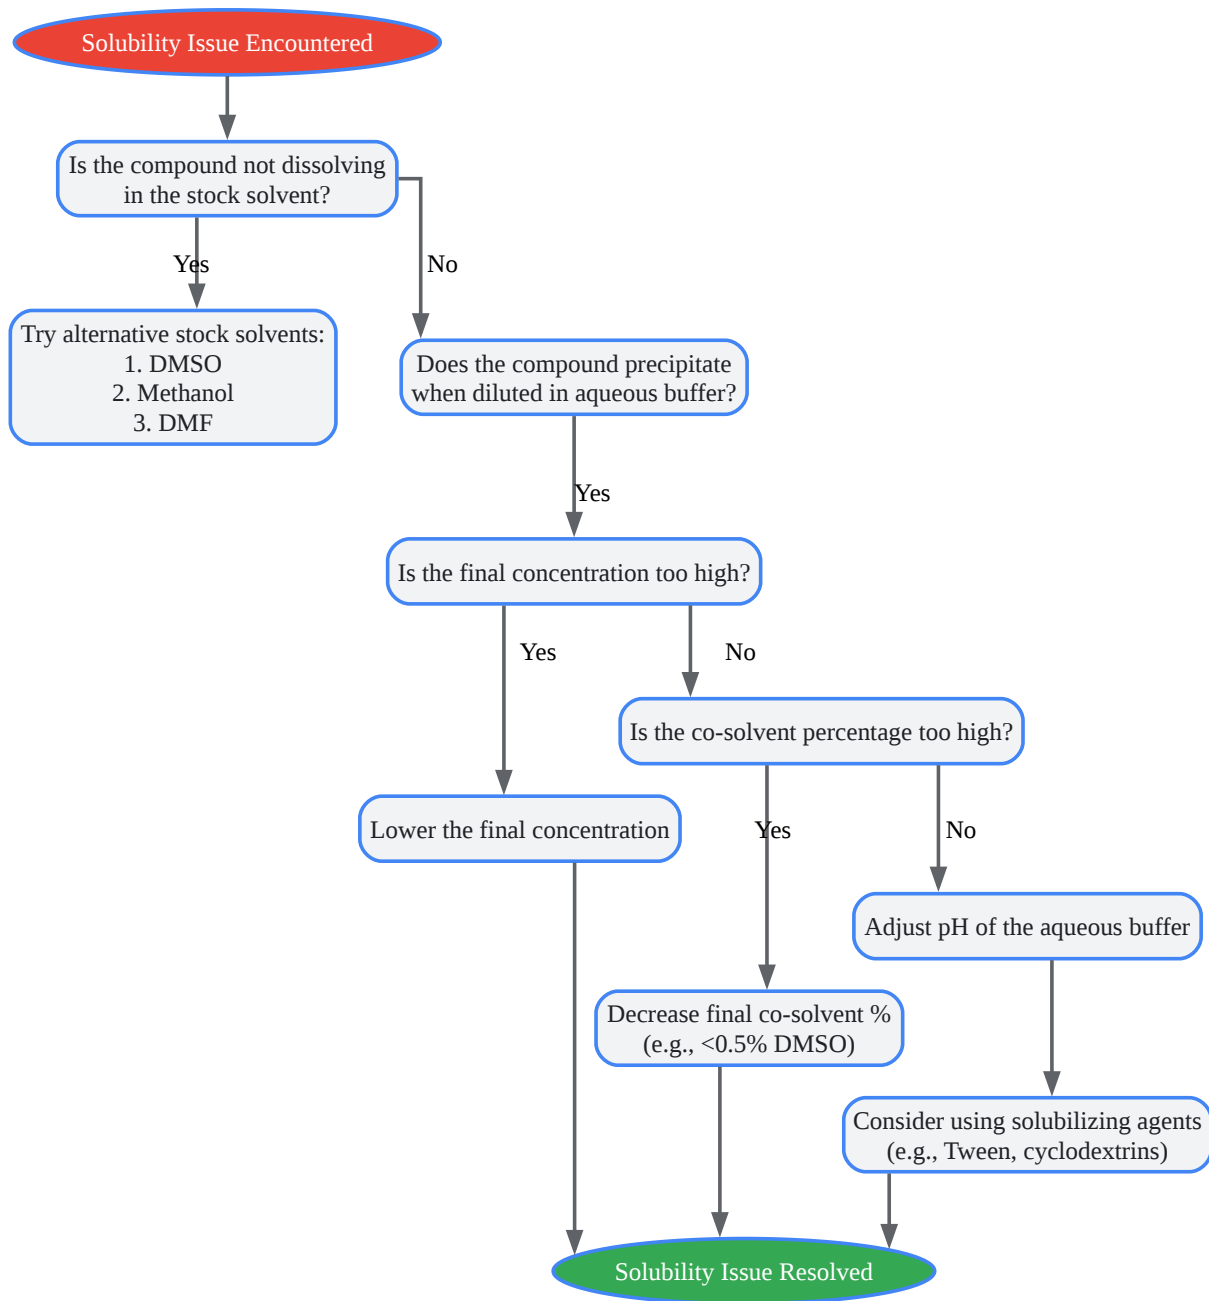 Solubility Issue Encountered
Is the compound not dissolving
in the stock solvent?
Yes
No
Try alternative stock solvents:
1. DMSO
2. Methanol
3. DMF
Does the compound precipitate
when diluted in aqueous buffer?
Yes
Is the final concentration too high?
Yes
No
Is the co-solvent percentage too high?
Lower the final concentration
Yes
No
Adjust pH of the aqueous buffer
Decrease final co-solvent %
(e.g., <0.5% DMSO)
Consider using solubilizing agents
(e.g., Tween, cyclodextrins)
Solubility Issue Resolved